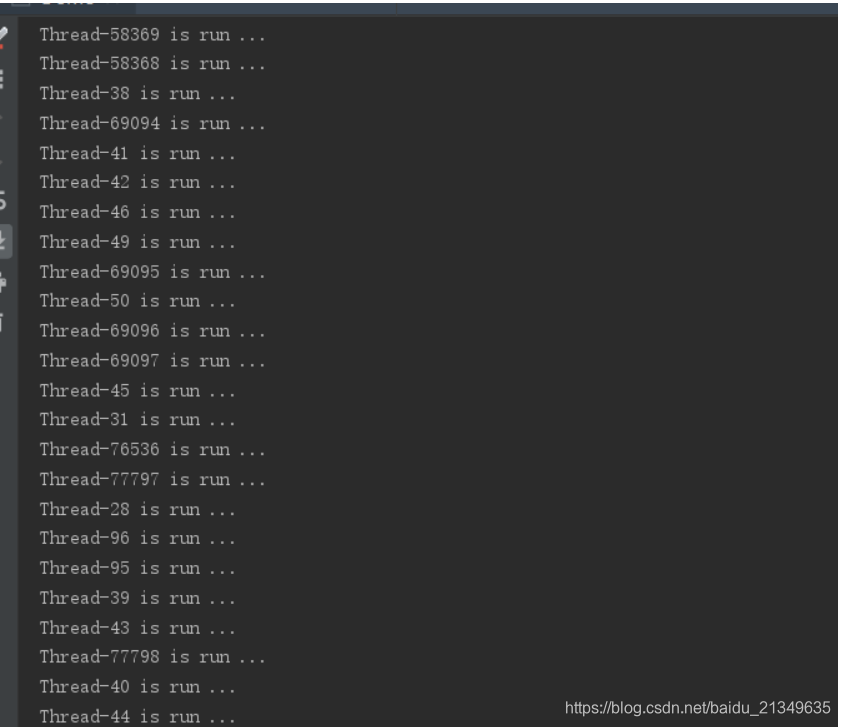 Thread-58369 is run ...
Thread-58368 is run ...
Thread-38 is run ...
Thread-69094 is run ...
Thread-41 is run ...
Thread-42 is run ...
Thread-46 is run ...
Thread-49 is run ...
Thread-69095 is run ...
Thread-50 is run ...
Thread-69096 is run ...
Thread-69097 is run ...
Thread-45 is run ...
Thread-31 is run ...
Thread-76536 is run ...
Thread-77797 is run ...
Thread-28 is run ...
Thread-96 is run ...
Thread-95 is run ...
Thread-39 is run ...
Thread-43 is run ...
Thread-77798 is run ...
Thread-40 is run ...
Thread-44 is run ...
https://blog.csdn.net/baidu_21349635